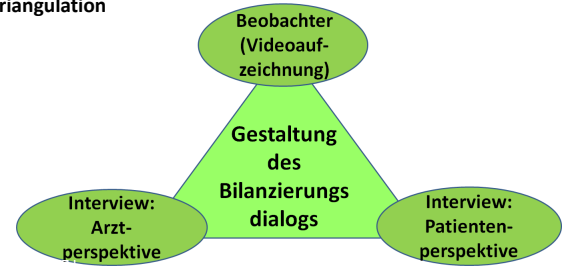 riangulation
Beobachter
(Videoauf-
zeichnung)
Gestaltung
des
Bilanzierungs
dialogs
Interview:
Arzt-
perspektive
Interview:
Patienten-
perspektive